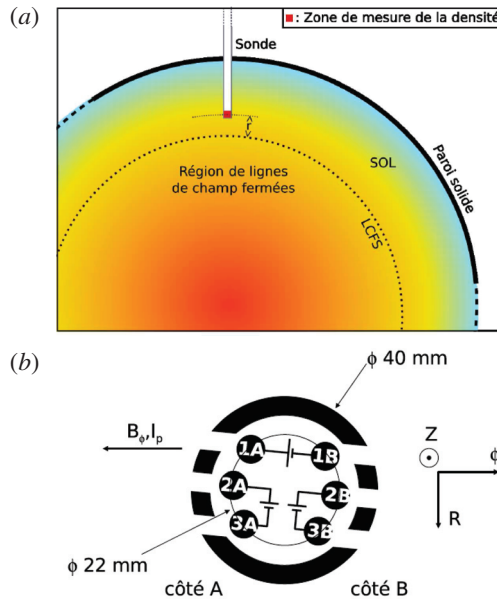 (a)
: Zone de mesure de la densité
Sonde
r̂
Région de lignes
de champ fermées
SOL
Paroi solide
LCFS
(b)
ϕ 40 mm
Bϕ,Ip
1A
1B
2A
2B
3A
3B
Z
ϕ
R
ϕ 22 mm
côté A
côté B